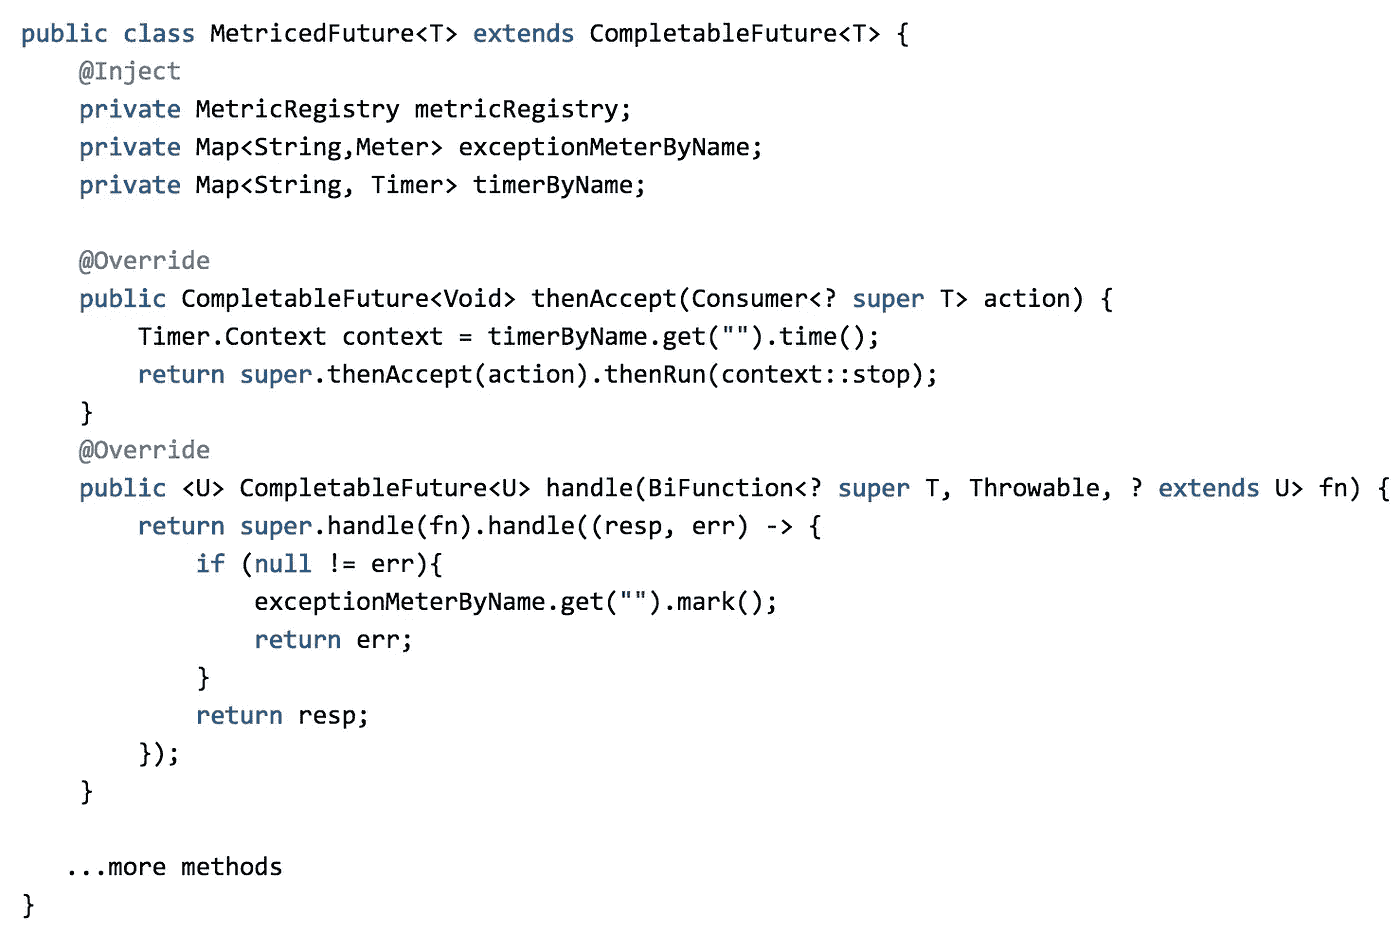 public class MetricedFuture<T> extends CompletableFuture<T> {
    @Inject
    private MetricRegistry metricRegistry;
    private Map<String,Meter> exceptionMeterByName;
    private Map<String, Timer> timerByName;

    @Override
    public CompletableFuture<Void> thenAccept(Consumer<? super T> action) {
        Timer.Context context = timerByName.get("").time();
        return super.thenAccept(action).thenRun(context::stop);
    }
    @Override
    public <U> CompletableFuture<U> handle(BiFunction<? super T, Throwable, ? extends U> fn) {
        return super.handle(fn).handle((resp, err) -> {
            if (null != err){
                exceptionMeterByName.get("").mark();
                return err;
            }
            return resp;
        });
    }

   ...more methods
}